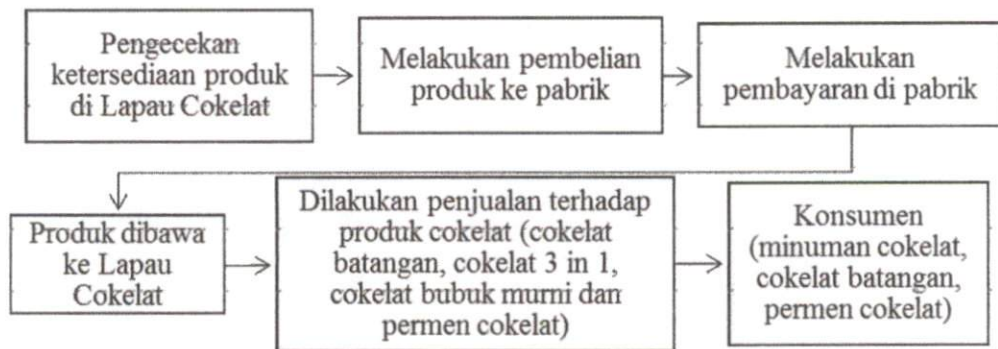 Pengecekan
ketersediaan produk
di Lapau Cokelat
Melakukan pembelian
produk ke pabrik
Melakukan
pembayaran di pabrik
Produk dibawa
ke Lapau
Cokelat
Dilakukan penjualan terhadap
produk cokelat (cokelat
batangan, cokelat 3 in 1,
cokelat bubuk murni dan
permen cokelat)
Konsumen
(minuman cokelat,
cokelat batangan,
permen cokelat)